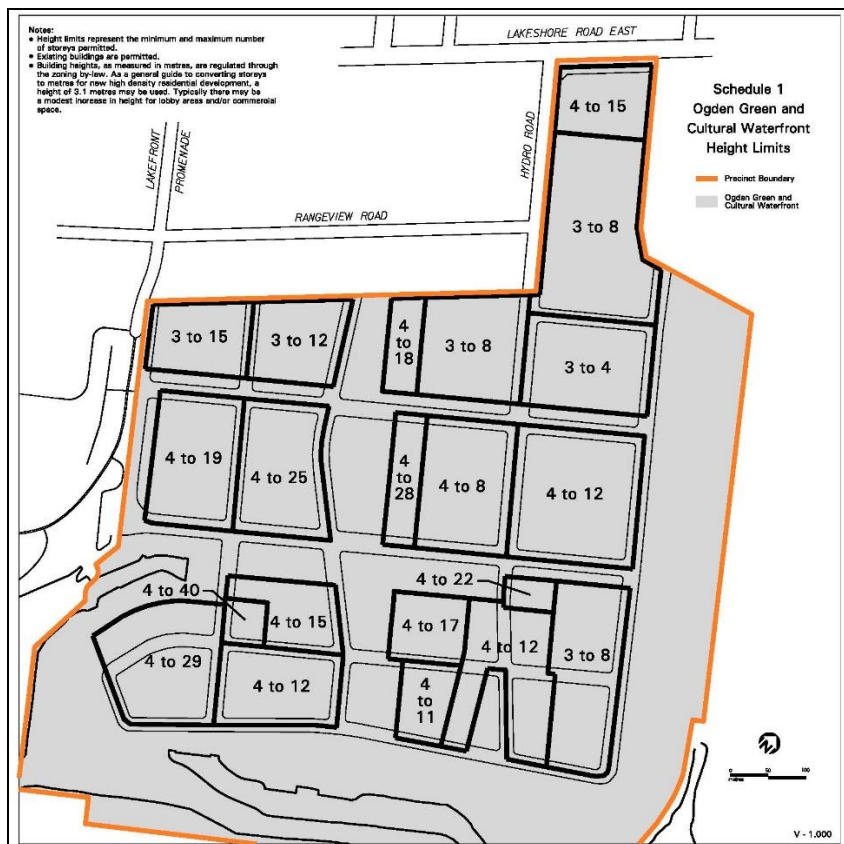 Notes:
• Height limits represent the minimum and maximum number
of storeys permitted.
• Existing buildings are permitted.
• Building heights, as measured in metres, are regulated through
the zoning by-law. As a general guide to converting storeys
to metres for new high density residential development, a
height of 3.1 metres may be used. Typically there may be
a modest increase in height for lobby areas and/or commercial
space.
LAKESHORE ROAD EAST
Schedule 1
Ogden Green and
Cultural Waterfront
Height Limits
Precinct Boundary
Ogden Green and
Cultural Waterfront
LAKEFRONT
PROMENADE
HYDRO ROAD
RANGEVIEW ROAD
4 to 15
3 to 8
3 to 15
3 to 12
4
to
18
3 to 8
3 to 4
4 to 19
4 to 25
4
to
28
4 to 8
4 to 12
4 to 40
4 to 15
4 to 22
4 to 17
4 to 12
3 to 8
4 to 29
4 to 12
4
to
11
N
0 50 100
metres
V - 1.000